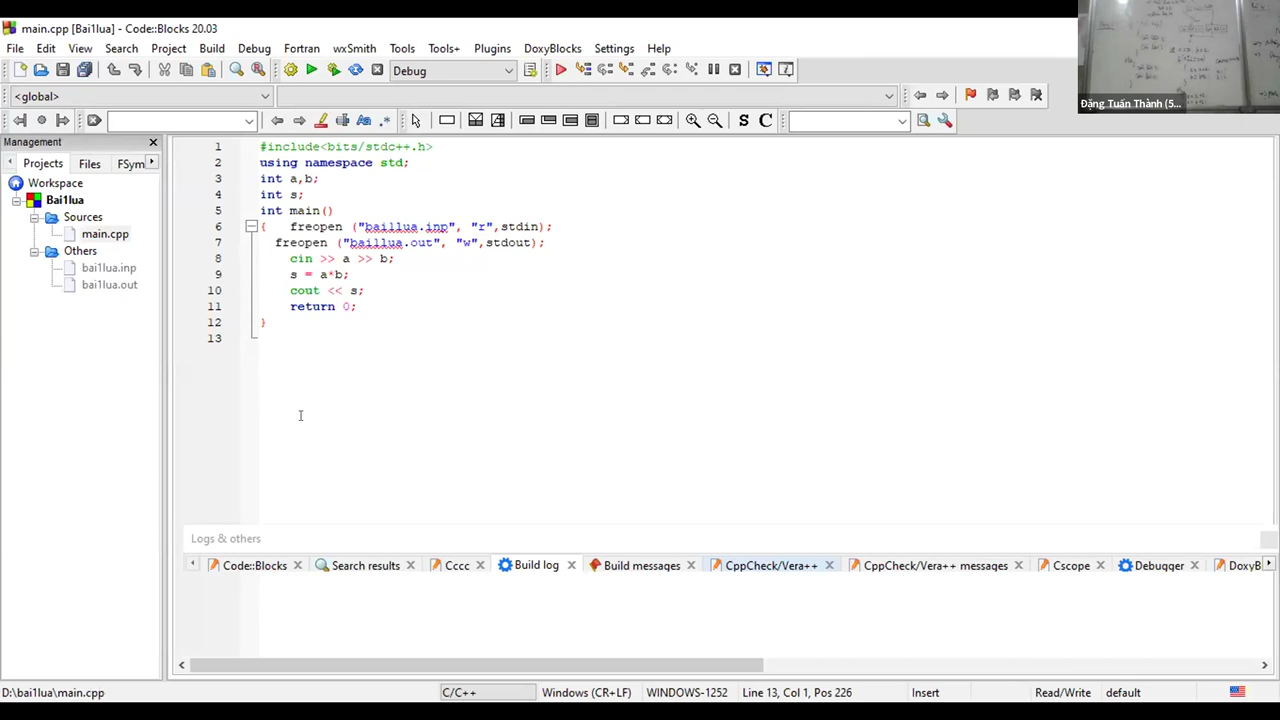 main.cpp [Bai1lua] - Code::Blocks 20.03
File Edit View Search Project Build Debug Fortran wxSmith Tools Tools+ Plugins DoxyBlocks Settings Help
Debug
<global>
S C
Đặng Tuấn Thành (5...
Management
Projects Files FSym
Workspace
Bai1lua
Sources
main.cpp
Others
bai1lua.inp
bai1lua.out
1 #include<bits/stdc++.h>
2 using namespace std;
3 int a,b;
4 int s;
5 int main()
6 { freopen ("bai1lua.inp", "r",stdin);
7 freopen ("bai1lua.out", "w",stdout);
8 cin >> a >> b;
9 s = a*b;
10 cout << s;
11 return 0;
12 }
13
Logs & others
Code::Blocks Search results Cccc Build log Build messages CppCheck/Vera++ CppCheck/Vera++ messages Cscope Debugger DoxyB
D:\bai1lua\main.cpp C/C++ Windows (CR+LF) WINDOWS-1252 Line 13, Col 1, Pos 226 Insert Read/Write default